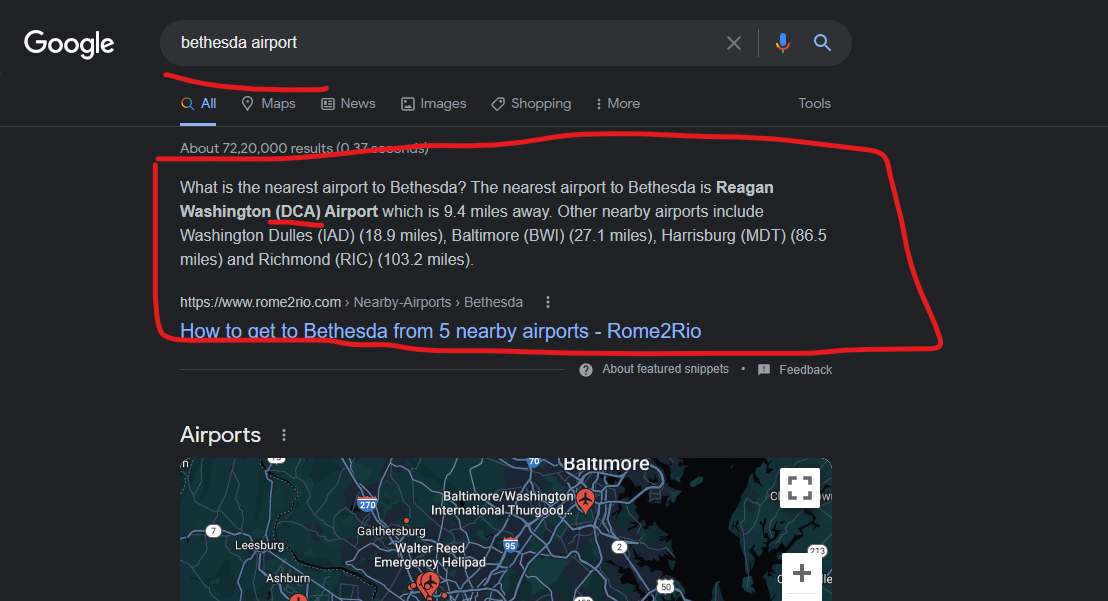 Google
bethesda airport
All Maps News Images Shopping More Tools
About 72,20,000 results (0.37 seconds)
What is the nearest airport to Bethesda? The nearest airport to Bethesda is Reagan
Washington (DCA) Airport which is 9.4 miles away. Other nearby airports include
Washington Dulles (IAD) (18.9 miles), Baltimore (BWI) (27.1 miles), Harrisburg (MDT) (86.5
miles) and Richmond (RIC) (103.2 miles).
https://www.rome2rio.com › Nearby-Airports › Bethesda
How to get to Bethesda from 5 nearby airports - Rome2Rio
About featured snippets • Feedback
Airports
70
Baltimore
Baltimore/Washington
International Thurgood...
270
Gaithersburg
7
Leesburg
95
2
213
Walter Reed
Emergency Helipad
Ashburn
50